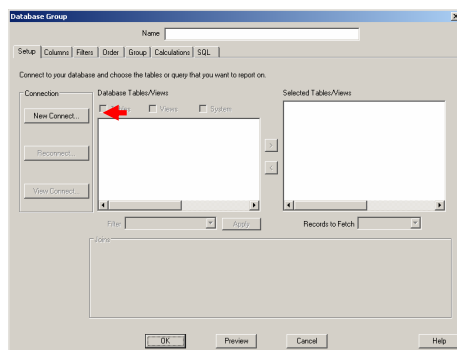 Database Group
Name
Setup Columns Filters Order Group Calculations SQL
Connect to your database and choose the tables or query that you want to report on.
Connection
Database Tables/Views
Selected Tables/Views
Views System
New Connect...
>
Reconnect...
<
View Connect...
Filter Apply Records to Fetch
Joins
OK Preview Cancel Help